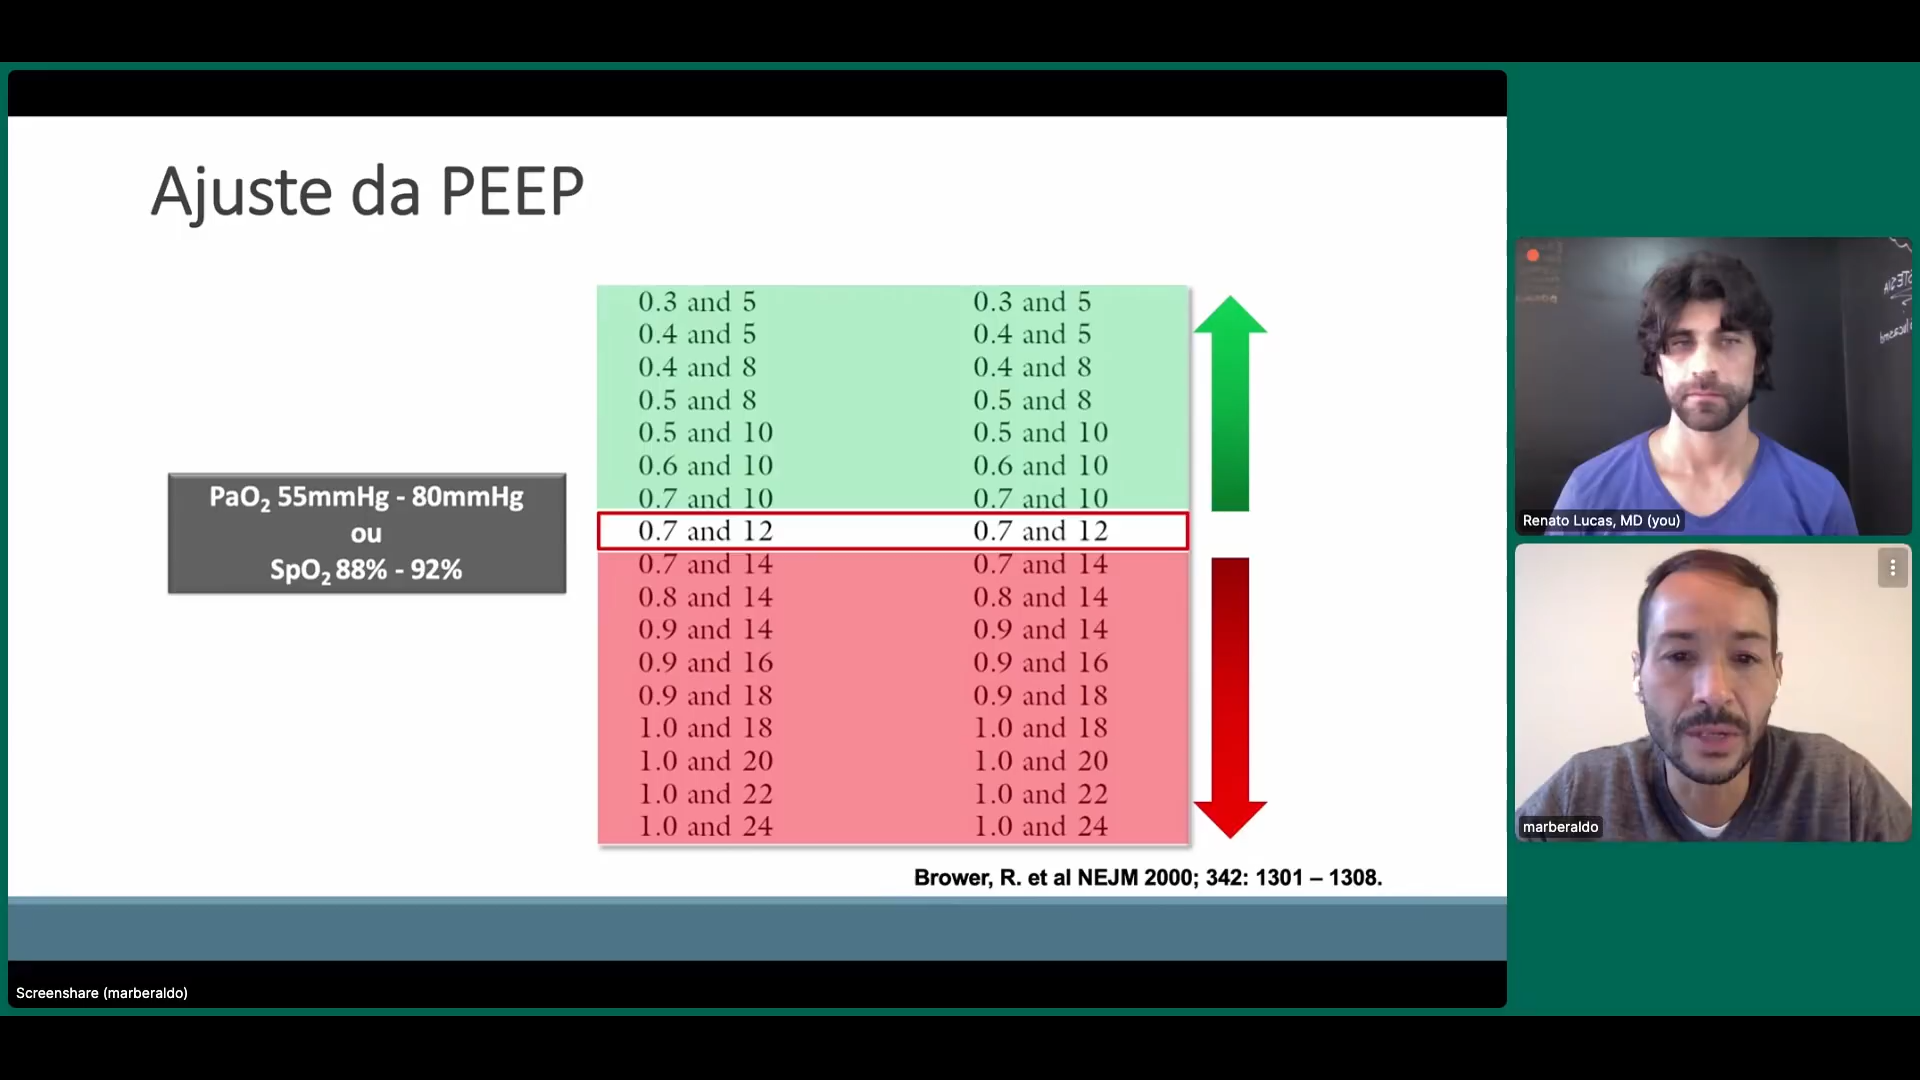 Ajuste da PEEP
PaO2 55mmHg - 80mmHg
ou
SpO2 88% - 92%
0.3 and 5 0.3 and 5
0.4 and 5 0.4 and 5
0.4 and 8 0.4 and 8
0.5 and 8 0.5 and 8
0.5 and 10 0.5 and 10
0.6 and 10 0.6 and 10
0.7 and 10 0.7 and 10
0.7 and 12 0.7 and 12
0.7 and 14 0.7 and 14
0.8 and 14 0.8 and 14
0.9 and 14 0.9 and 14
0.9 and 16 0.9 and 16
0.9 and 18 0.9 and 18
1.0 and 18 1.0 and 18
1.0 and 20 1.0 and 20
1.0 and 22 1.0 and 22
1.0 and 24 1.0 and 24
Brower, R. et al NEJM 2000; 342: 1301 – 1308.
Screenshare (marberaldo)
Renato Lucas, MD (you)
marberaldo